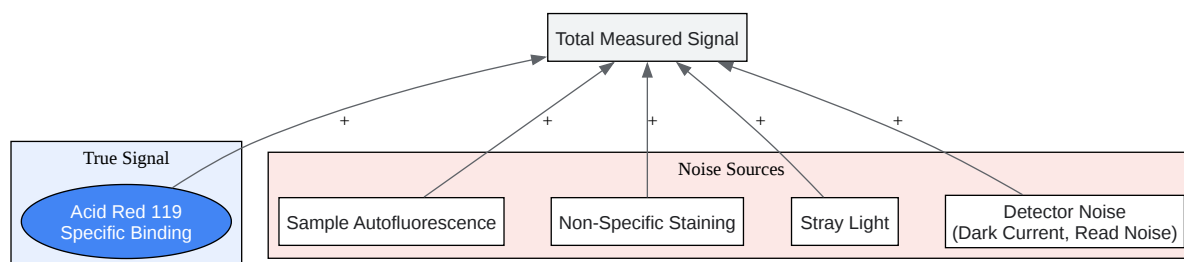 Total Measured Signal
+
+
+
+
+
True Signal
Noise Sources
Acid Red 119
Specific Binding
Sample Autofluorescence
Non-Specific Staining
Stray Light
Detector Noise
(Dark Current, Read Noise)